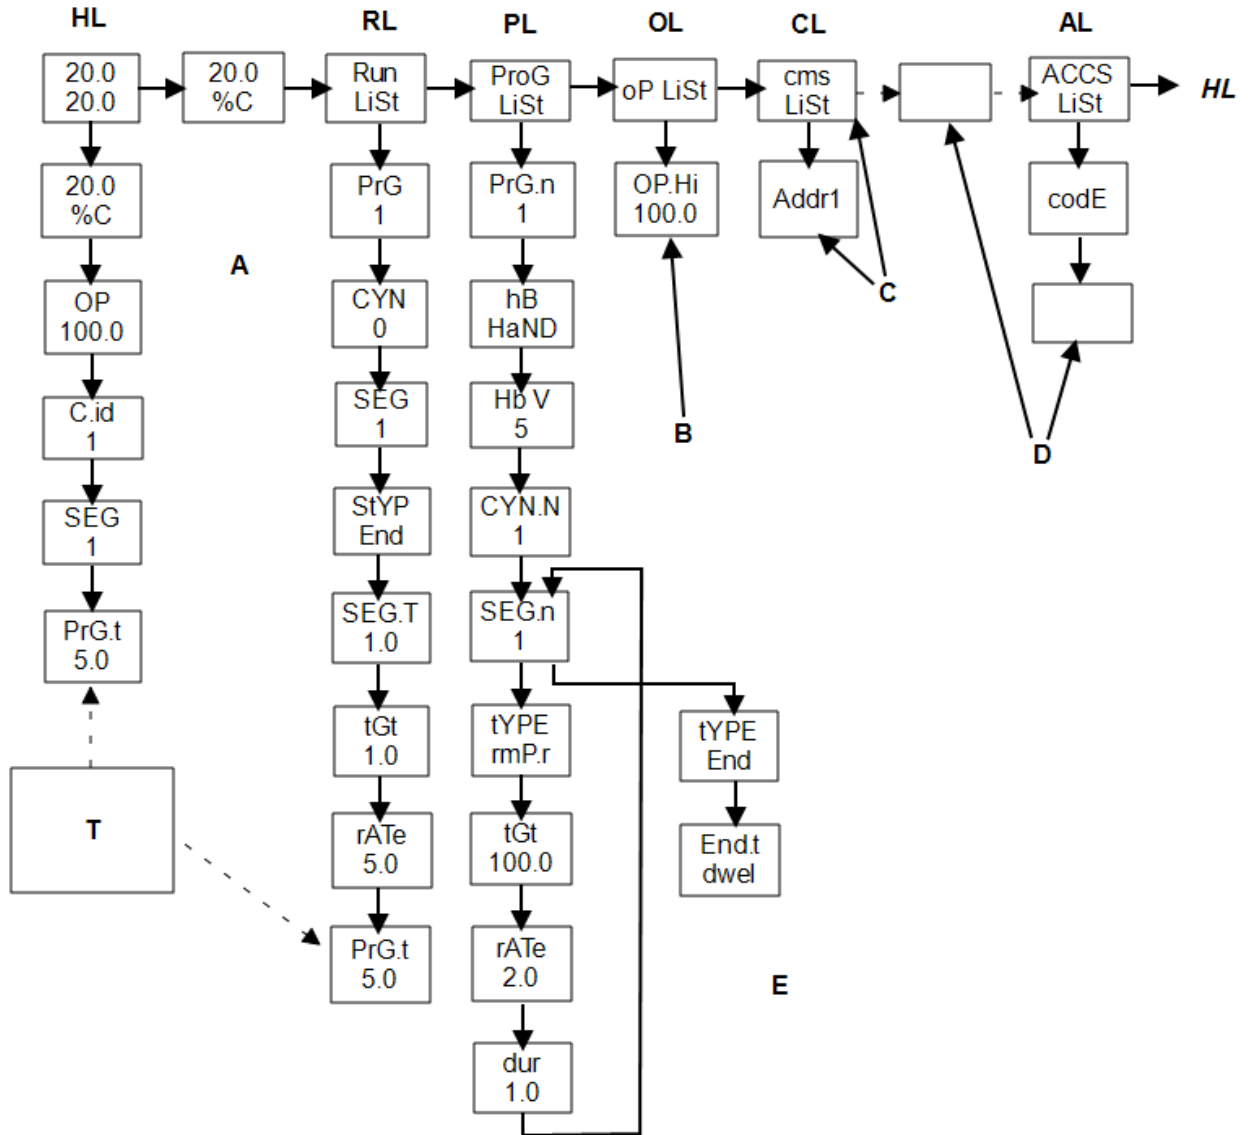 HL
RL
PL
OL
CL
AL
20.0
20.0
20.0
%C
Run
LiSt
ProG
LiSt
oP LiSt
cms
LiSt
ACCS
LiSt
HL
20.0
%C
PrG
1
PrG.n
1
OP.Hi
100.0
Addr1
codE
A
OP
100.0
CYN
0
hB
HaND
C
C.id
1
SEG
1
Hb V
5
B
D
SEG
1
StYP
End
CYN.N
1
PrG.t
5.0
SEG.T
1.0
SEG.n
1
tGt
1.0
tYPE
rmP.r
tYPE
End
T
rATe
5.0
tGt
100.0
End.t
dwel
PrG.t
5.0
rATe
2.0
E
dur
1.0